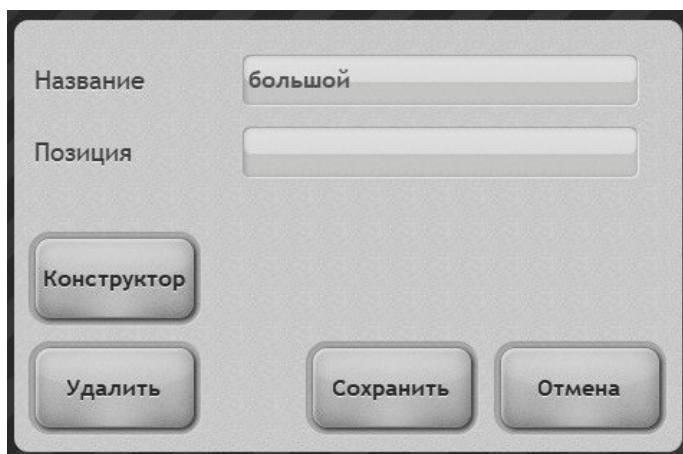 Название большой
Позиция
Конструктор
Удалить Сохранить Отмена